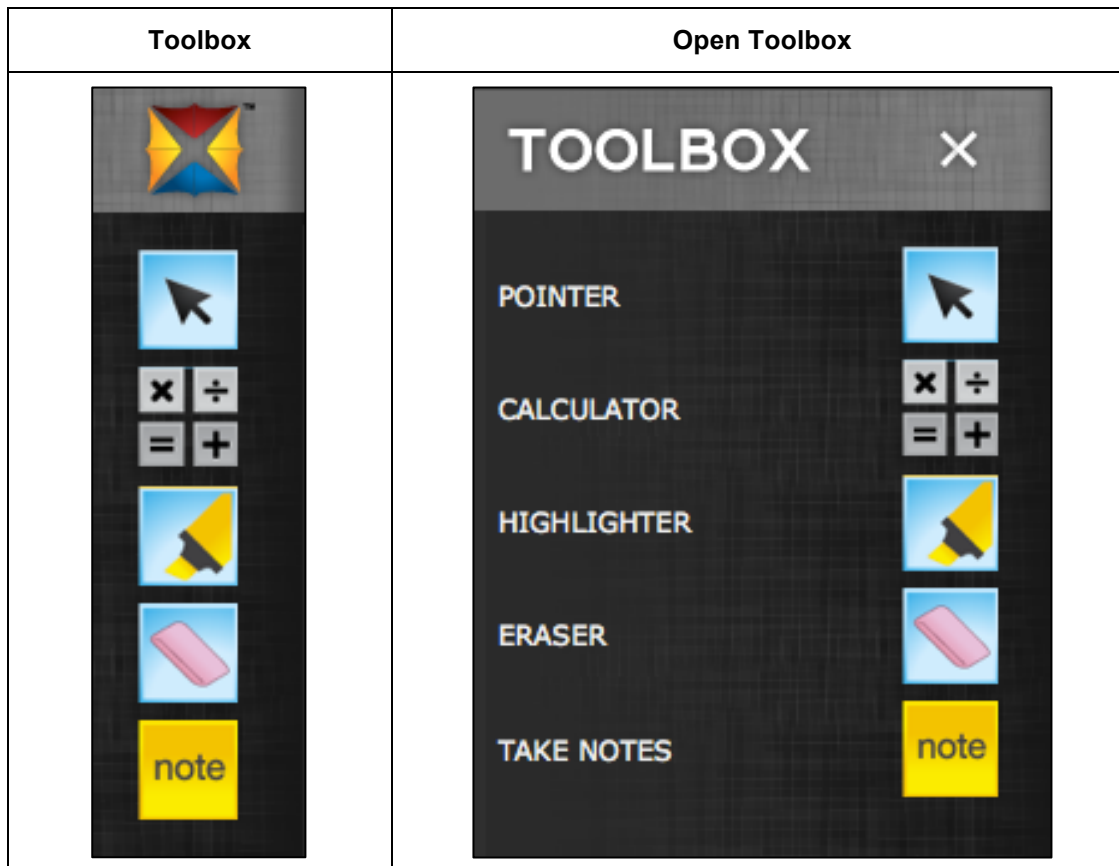 Toolbox
Open Toolbox
™
note
TOOLBOX ×
POINTER
CALCULATOR
× ÷
= +
HIGHLIGHTER
ERASER
TAKE NOTES
note